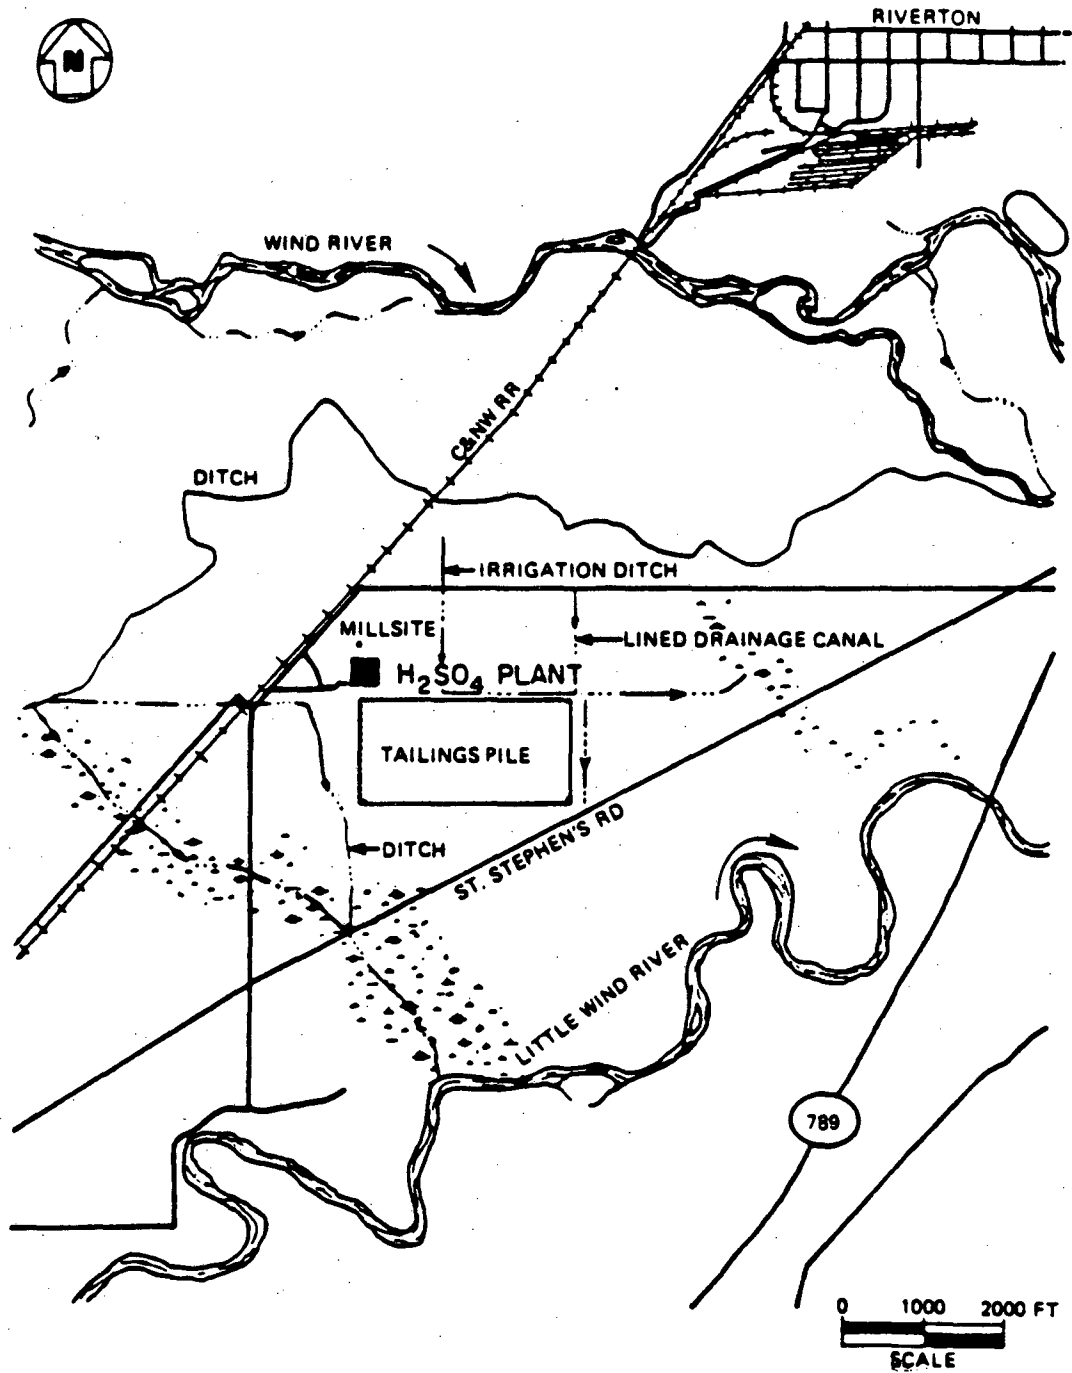 RIVERTON
N
WIND RIVER
C&NW RR
DITCH
IRRIGATION DITCH
MILLSITE
LINED DRAINAGE CANAL
H₂SO₄ PLANT
TAILINGS PILE
DITCH
ST. STEPHEN'S RD
LITTLE WIND RIVER
789
0 1000 2000 FT
SCALE